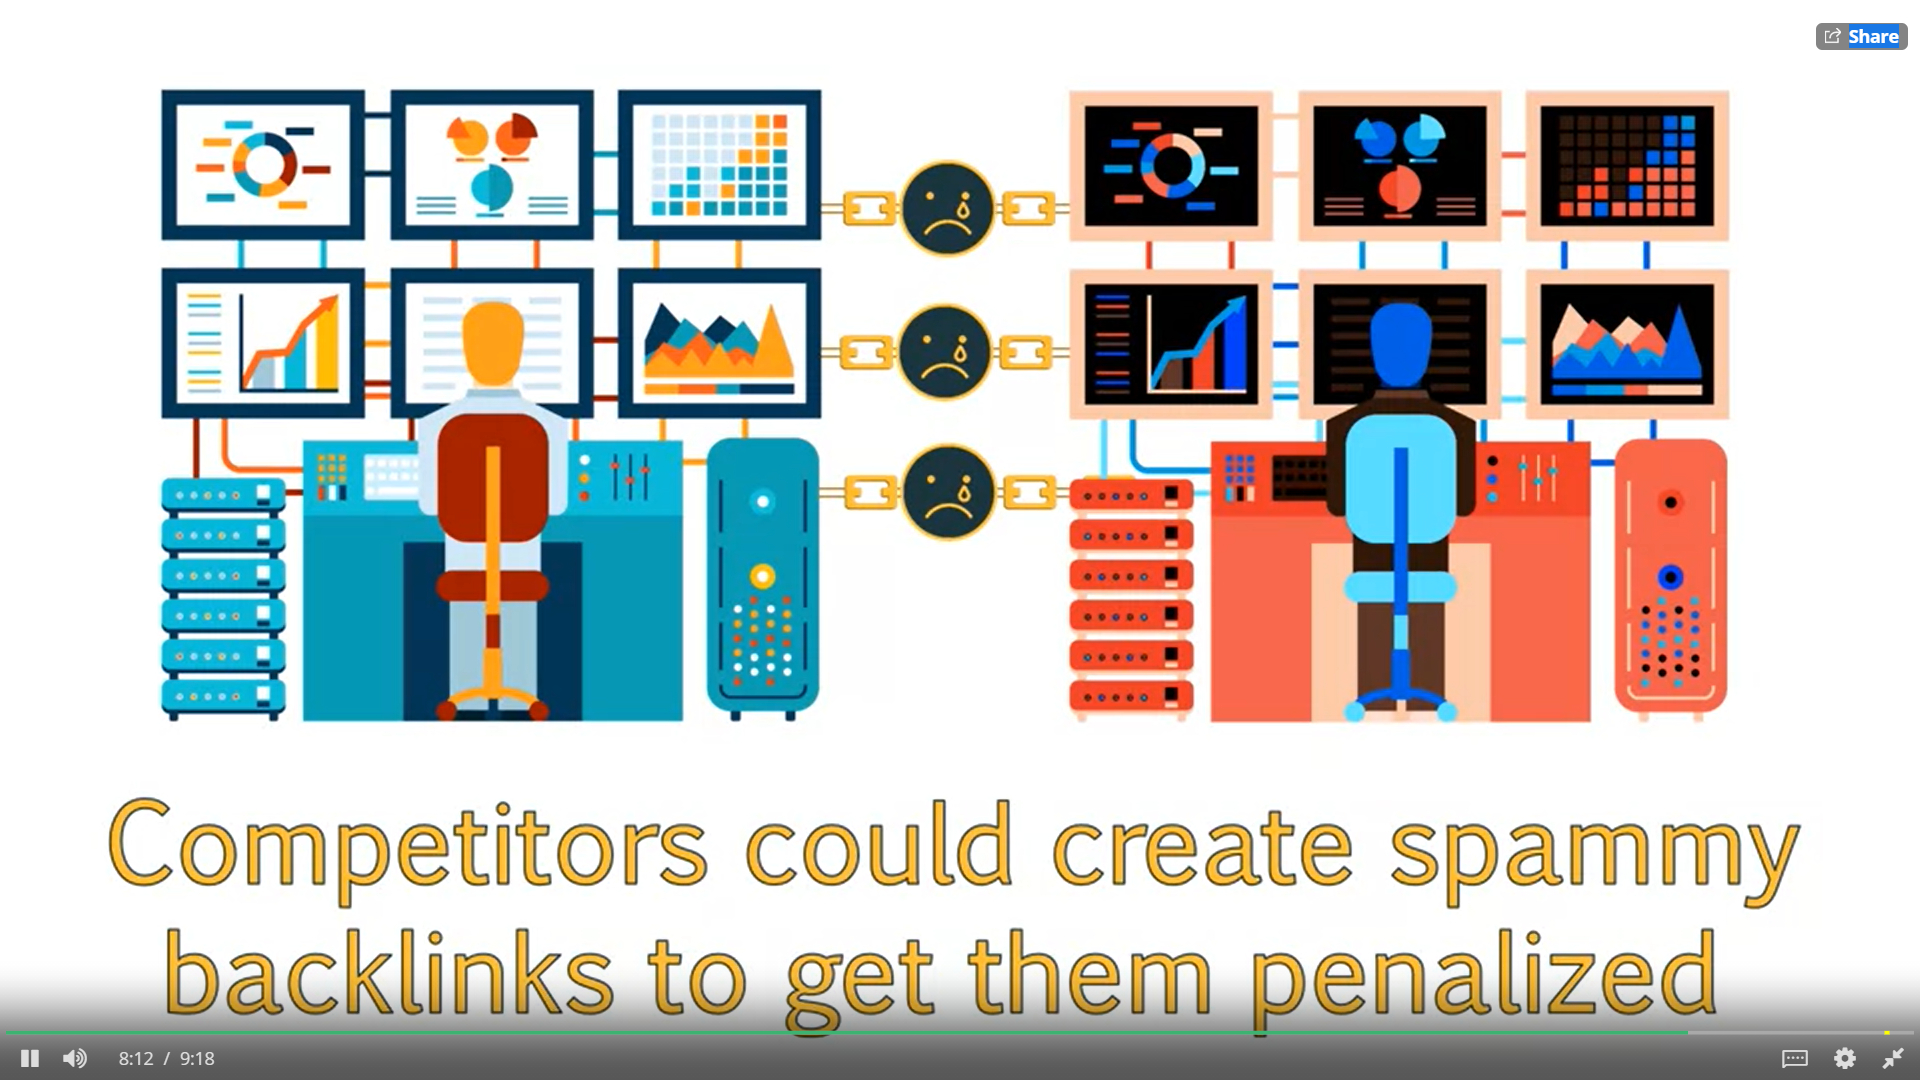 Share
Competitors could create spammy
backlinks to get them penalized
8:12 / 9:18